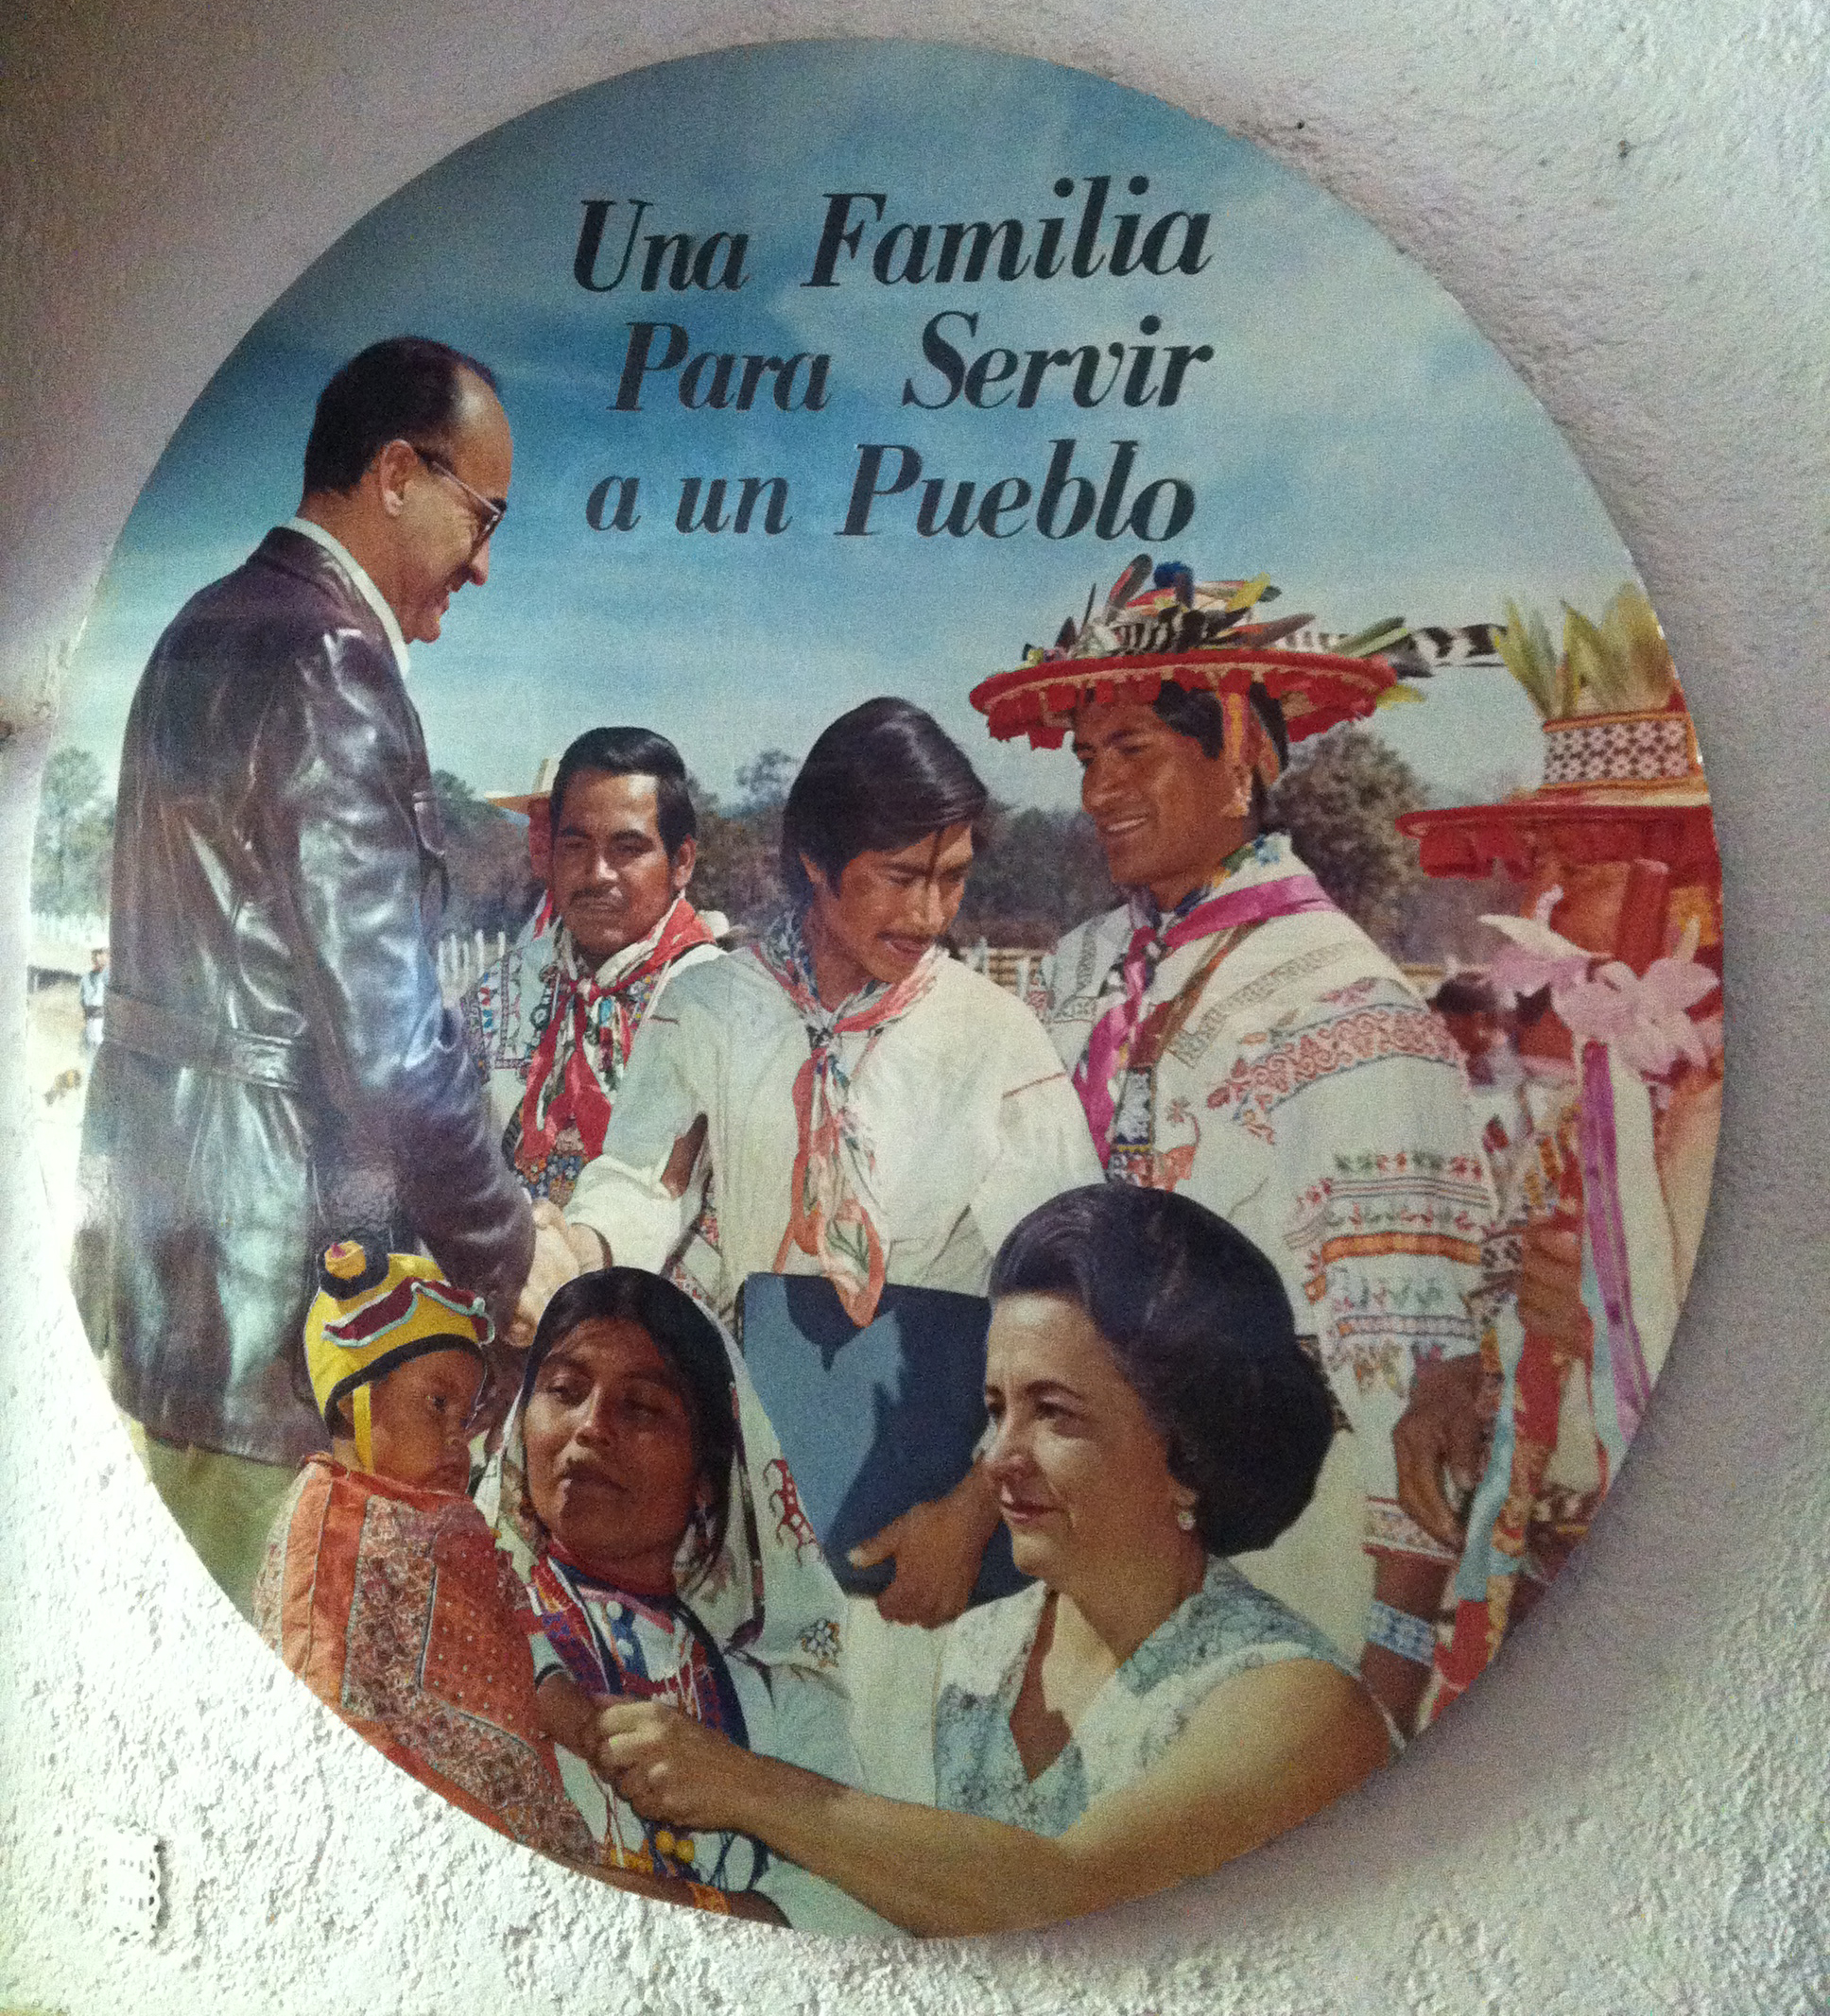 Una Familia
Para Servir
a un Pueblo